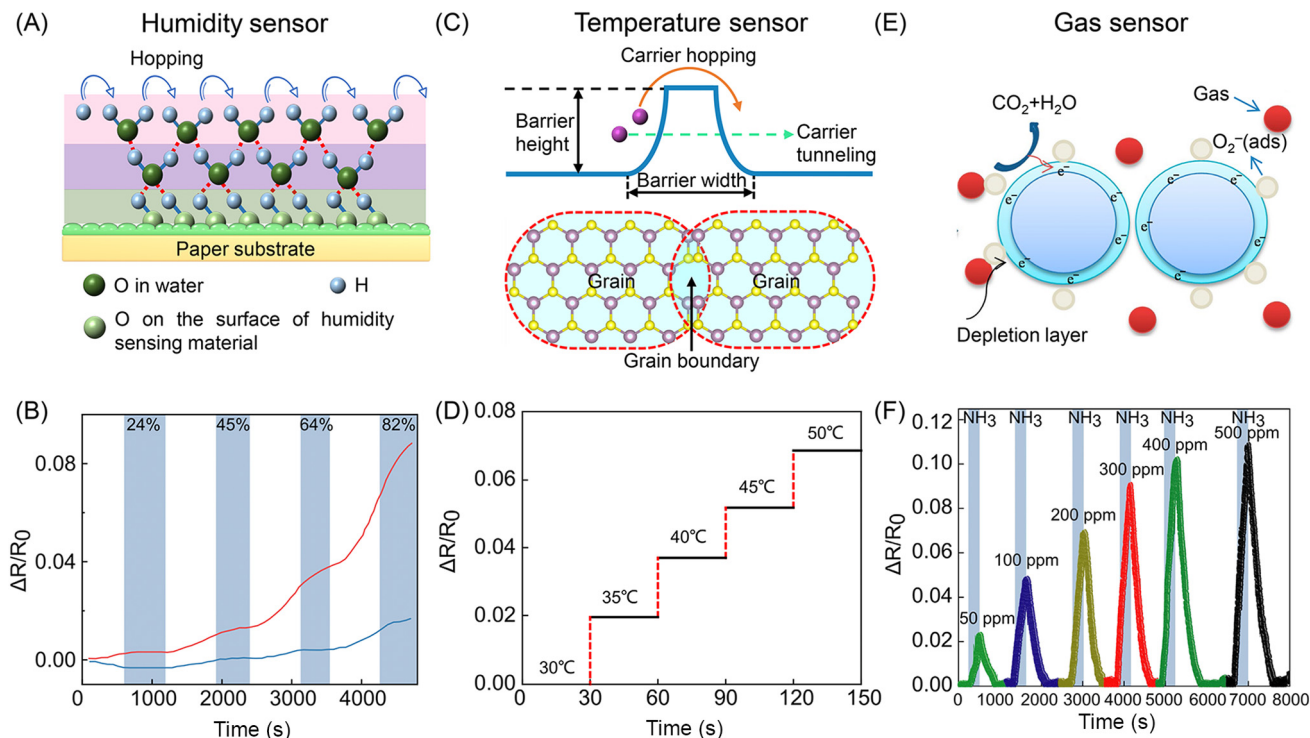 (A) Humidity sensor
Hopping
Paper substrate
O in water
H
O on the surface of humidity
sensing material
(C) Temperature sensor
Carrier hopping
Barrier
height
Carrier
tunneling
Barrier width
Grain
Grain
Grain boundary
(E) Gas sensor
CO2+H2O
Gas
O2−(ads)
e−
e−
e−
e−
e−
e−
e−
e−
e−
e−
e−
Depletion layer
(B)
24% 45% 64% 82%
0.08
0.04
0.00
ΔR/R0
0 1000 2000 3000 4000
Time (s)
(D)
0.08
0.06
0.04
0.02
0.00
ΔR/R0
50℃
45℃
40℃
35℃
30℃
0 30 60 90 120 150
Time (s)
(F)
NH3 NH3 NH3 NH3 NH3 NH3
0.12
0.10
0.08
0.06
0.04
0.02
0.00
ΔR/R0
50 ppm
100 ppm
200 ppm
300 ppm
400 ppm
500 ppm
0 1000 2000 3000 4000 5000 6000 7000 8000
Time (s)